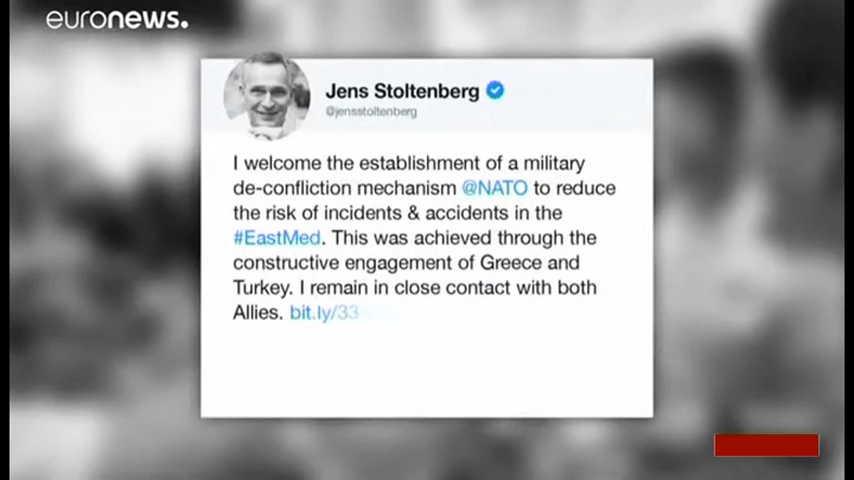 euronews.
Jens Stoltenberg
@jensstoltenberg
I welcome the establishment of a military
de-confliction mechanism @NATO to reduce
the risk of incidents & accidents in the
#EastMed. This was achieved through the
constructive engagement of Greece and
Turkey. I remain in close contact with both
Allies. bit.ly/33